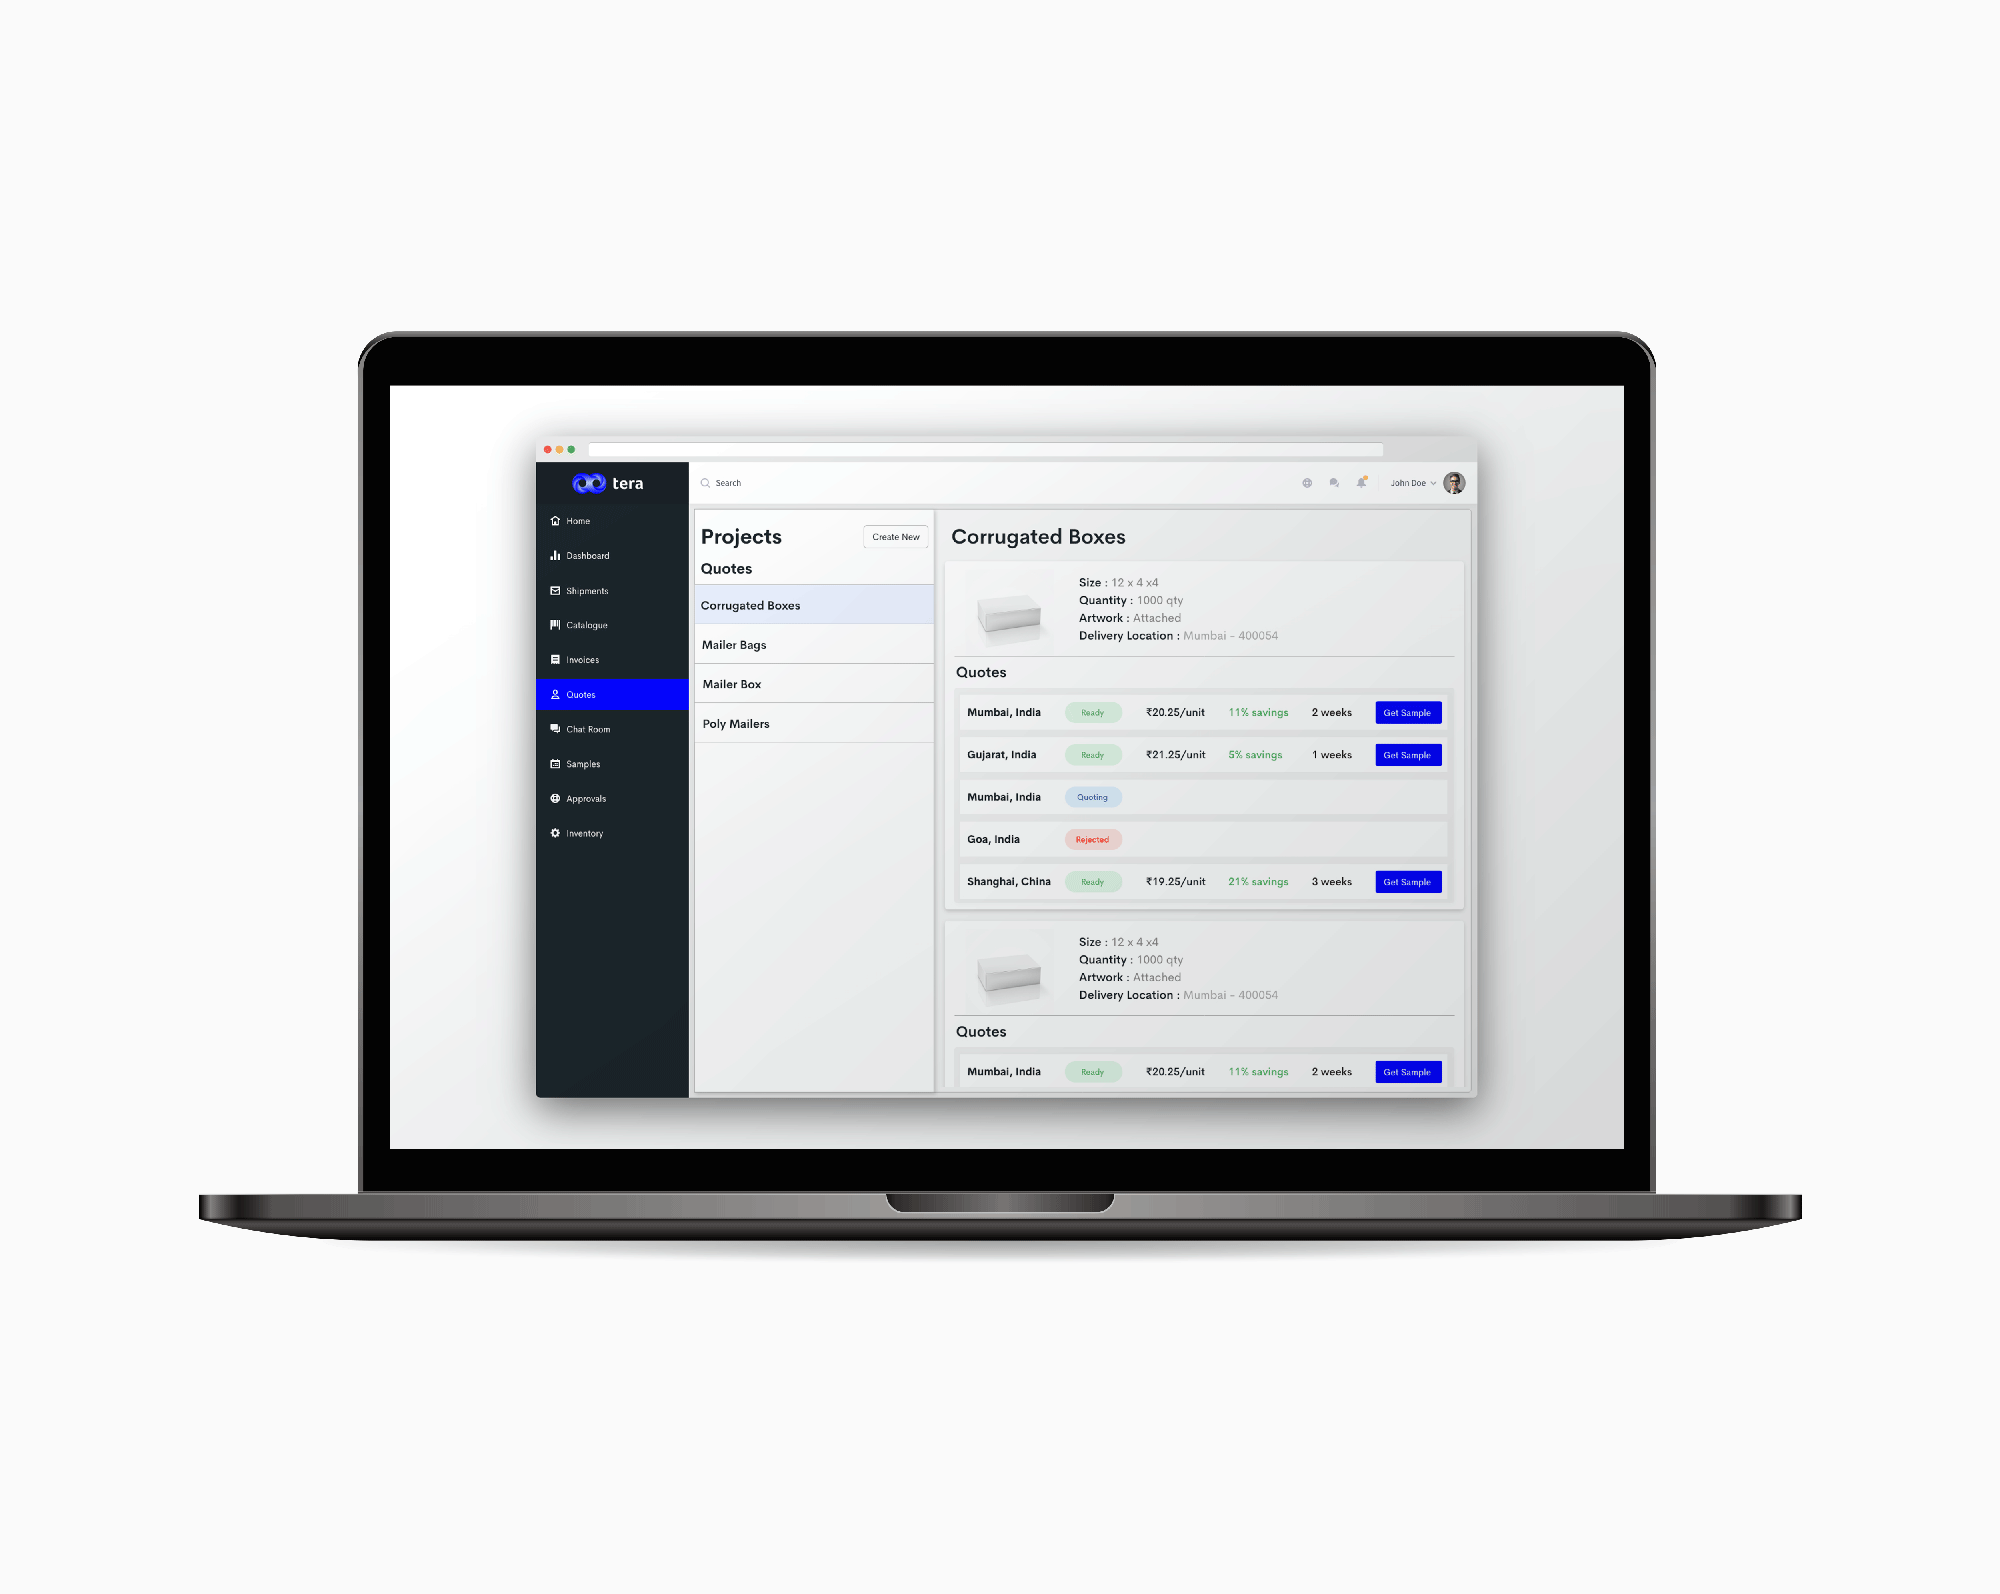 tera
Home
Dashboard
Shipments
Catalogue
Invoices
Quotes
Chat Room
Samples
Approvals
Inventory
Search
John Doe
Projects
Create New
Quotes
Corrugated Boxes
Mailer Bags
Mailer Box
Poly Mailers
Corrugated Boxes
Size : 12 x 4 x4
Quantity : 1000 qty
Artwork : Attached
Delivery Location : Mumbai - 400054
Quotes
Mumbai, India Ready ₹20.25/unit 11% savings 2 weeks Get Sample
Gujarat, India Ready ₹21.25/unit 5% savings 1 weeks Get Sample
Mumbai, India Quoting
Goa, India Rejected
Shanghai, China Ready ₹19.25/unit 21% savings 3 weeks Get Sample
Size : 12 x 4 x4
Quantity : 1000 qty
Artwork : Attached
Delivery Location : Mumbai - 400054
Quotes
Mumbai, India Ready ₹20.25/unit 11% savings 2 weeks Get Sample